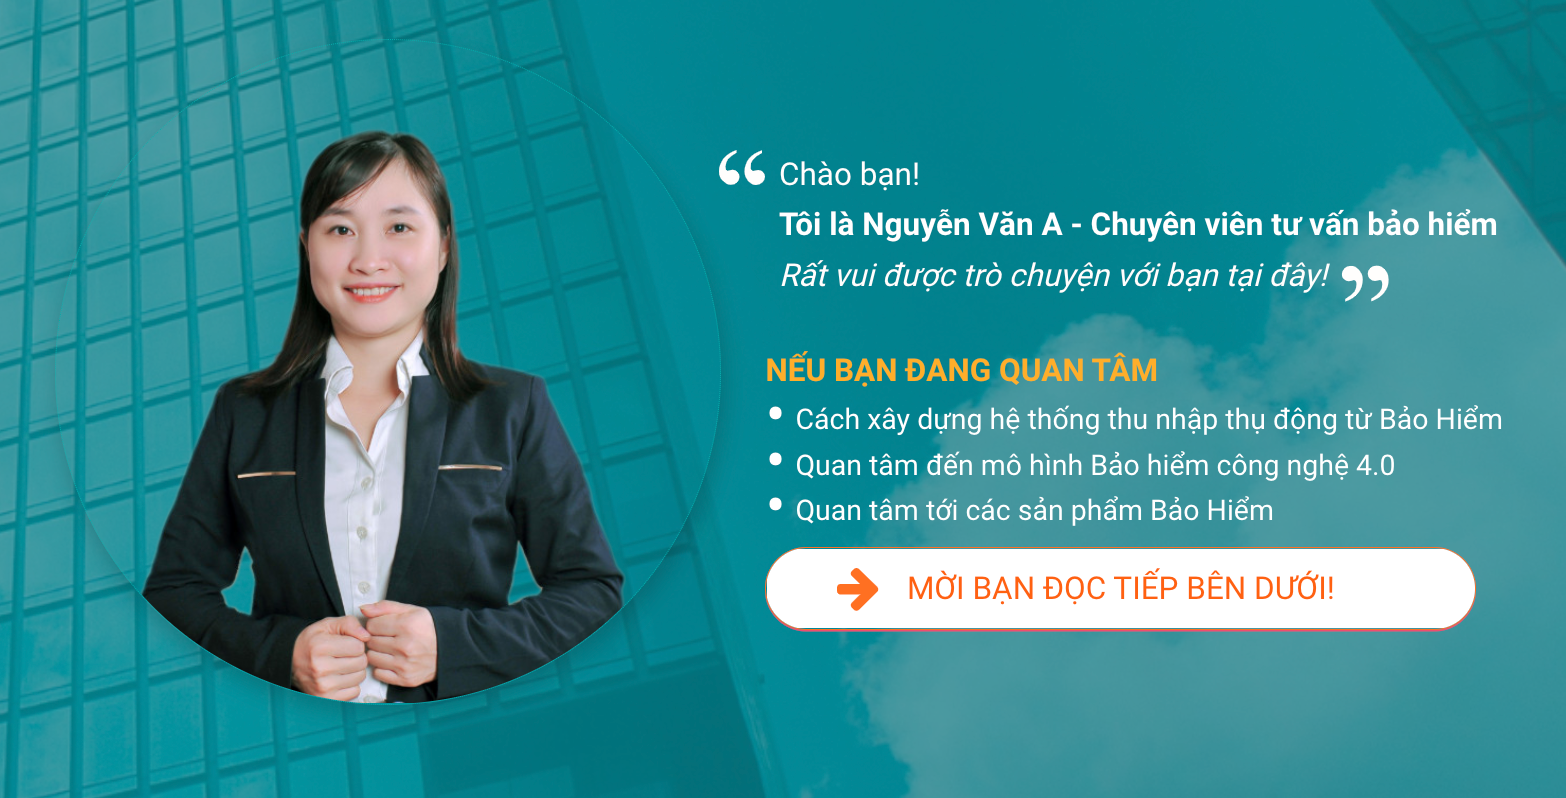 “ Chào bạn!
Tôi là Nguyễn Văn A - Chuyên viên tư vấn bảo hiểm
Rất vui được trò chuyện với bạn tại đây! ”
NẾU BẠN ĐANG QUAN TÂM
• Cách xây dựng hệ thống thu nhập thụ động từ Bảo Hiểm
• Quan tâm đến mô hình Bảo hiểm công nghệ 4.0
• Quan tâm tới các sản phẩm Bảo Hiểm
MỜI BẠN ĐỌC TIẾP BÊN DƯỚI!